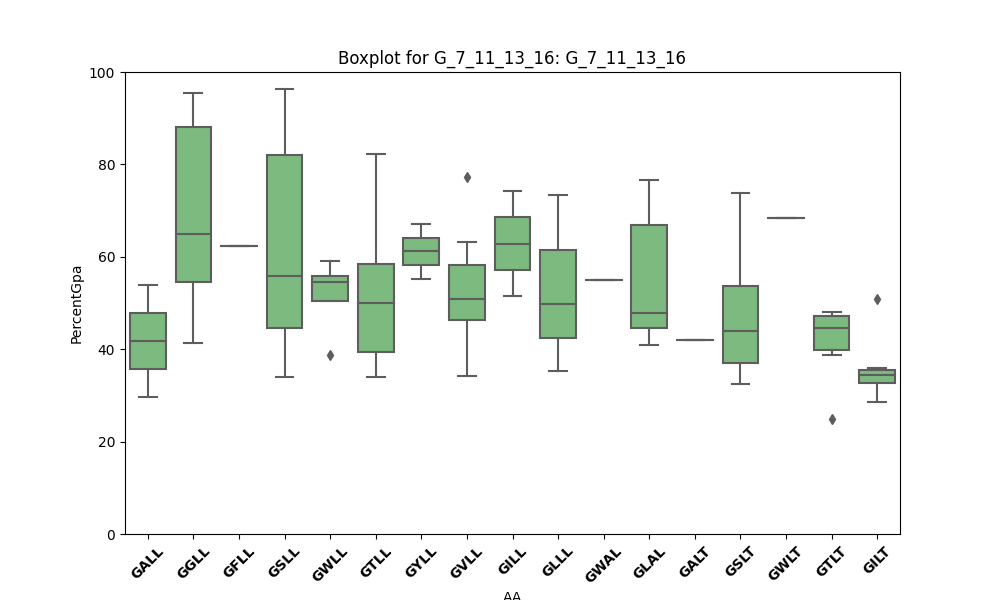 Boxplot for G_7_11_13_16: G_7_11_13_16
PercentGpa
100
80
60
40
20
0
GALL GGLL GFLL GSLL GWLL GTLL GYLL GVLL GILL GLLL GWAL GLAL GALT GSLT GWLT GTLT GILT
AA